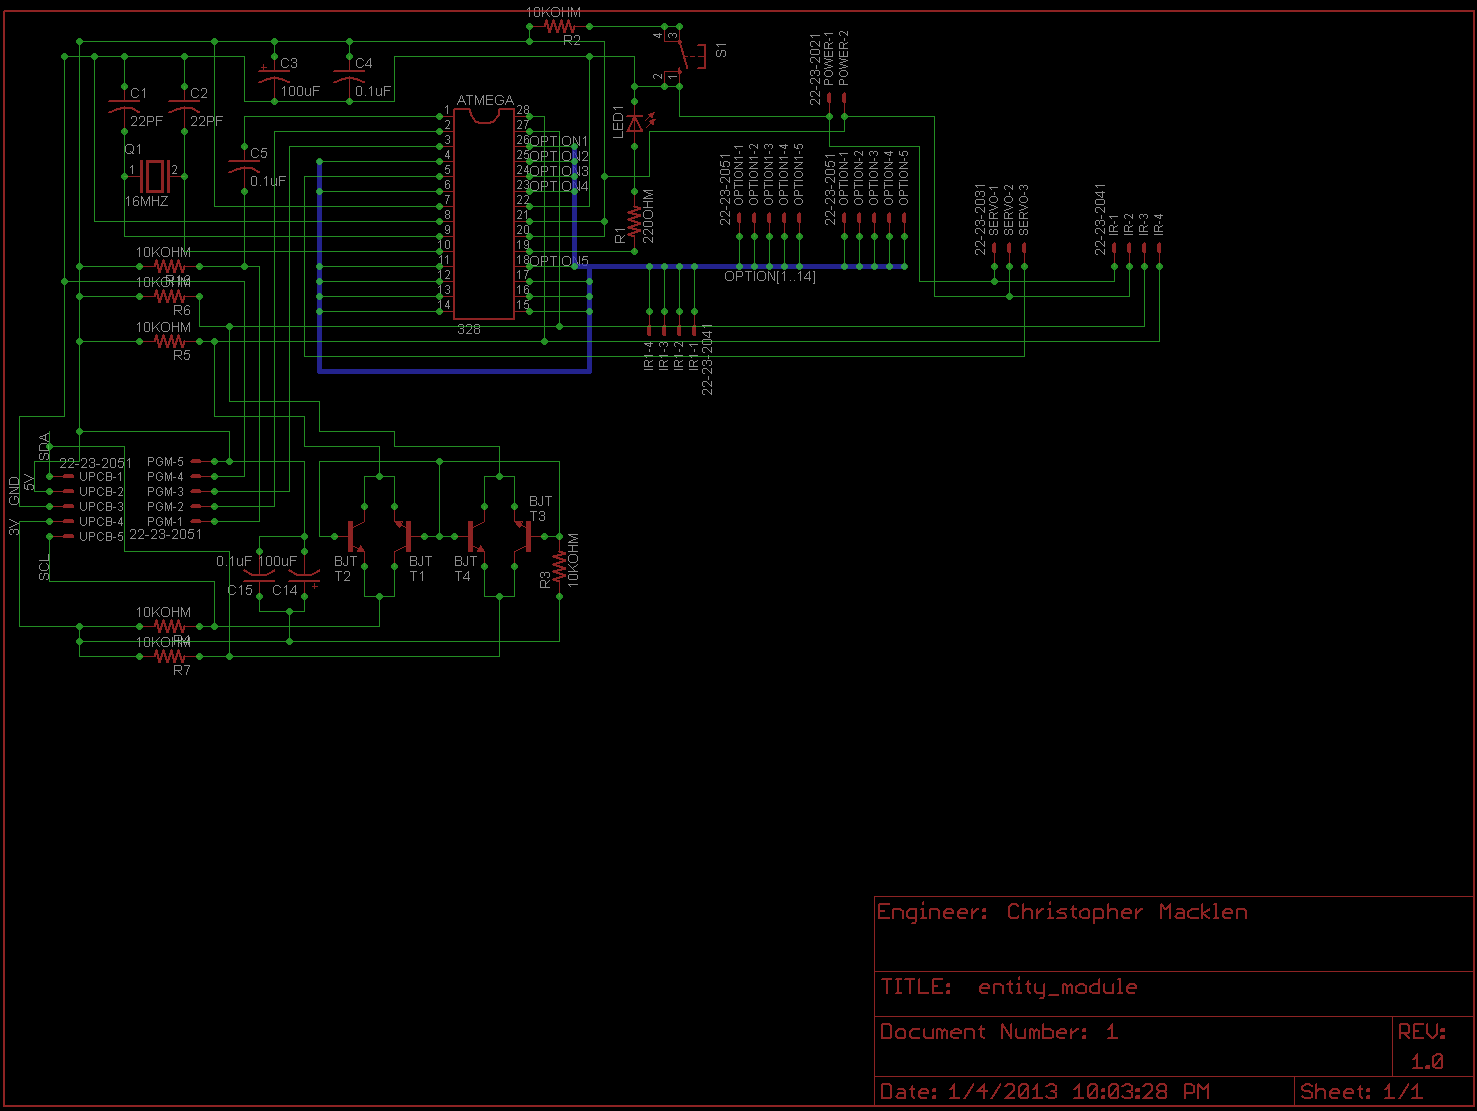 10KOHM
R2
4
3
S1
2
1
22-23-2021
POWER-1
POWER-2
C3
100uF
C4
0.1uF
C1
22PF
C2
22PF
Q1
1
2
16MHZ
C5
0.1uF
ATMEGA
1
2
3
4
5
6
7
8
9
10
11
12
13
14
28
27
26
25
24
23
22
21
20
19
18
17
16
15
328
OPTION1
OPTION2
OPTION3
OPTION4
OPTION5
LED1
R1
220OHM
22-23-2051
OPTION1-1
OPTION1-2
OPTION1-3
OPTION1-4
OPTION1-5
22-23-2051
OPTION-1
OPTION-2
OPTION-3
OPTION-4
OPTION-5
OPTION[1..14]
22-23-2031
SERVO-1
SERVO-2
SERVO-3
22-23-2041
IR-1
IR-2
IR-3
IR-4
IR1-4
IR1-3
IR1-2
IR1-1
22-23-2041
10KOHM
10KOHM
R6
10KOHM
R5
SDA
5V
GND
3V
SCL
22-23-2051
UPCB-1
UPCB-2
UPCB-3
UPCB-4
UPCB-5
PGM-5
PGM-4
PGM-3
PGM-2
PGM-1
22-23-2051
0.1uF
100uF
C15
C14
BJT
T2
BJT
T1
BJT
T4
BJT
T3
R3
10KOHM
10KOHM
10KOHM
R7
Engineer: Christopher Macklen
TITLE: entity_module
Document Number: 1
REV:
1.0
Date: 1/4/2013 10:03:28 PM
Sheet: 1/1